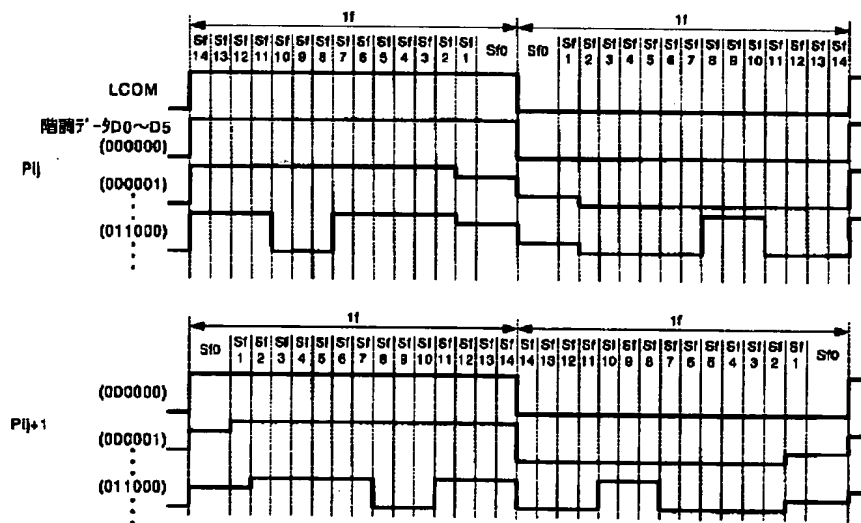 1f 1f
Sf Sf Sf Sf Sf Sf Sf Sf Sf Sf Sf Sf Sf Sf Sf0 Sf0 Sf Sf Sf Sf Sf Sf Sf Sf Sf Sf Sf Sf Sf Sf
14 13 12 11 10 9 8 7 6 5 4 3 2 1 1 2 3 4 5 6 7 8 9 10 11 12 13 14
LCOM
階調データD0～D5
(000000)
Pij
(000001)
(011000)
1f 1f
Sf0 Sf Sf Sf Sf Sf Sf Sf Sf Sf Sf Sf Sf Sf Sf Sf Sf Sf Sf Sf Sf Sf Sf Sf Sf Sf Sf Sf Sf Sf0
1 2 3 4 5 6 7 8 9 10 11 12 13 14 14 13 12 11 10 9 8 7 6 5 4 3 2 1
(000000)
Pij+1
(000001)
(011000)